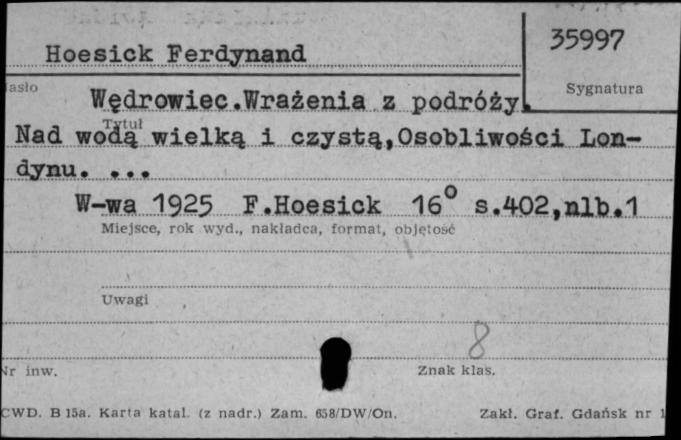 35997
Hoesick Ferdynand
Sygnatura
Wędrowiec.Wrażenia z podróży.
Tytuł
Nad wodą wielką i czystą,Osobliwości Lon-
dynu. ...
W-wa 1925 F.Hoesick 16° s.402,nlb.1
Miejsce, rok wyd., nakładca, format, objętość
Uwagi
8
Nr inw.
Znak klas.
CWD. B 15a. Karta katal. (z nadr.) Zam. 658/DW/On.
Zakł. Graf. Gdańsk nr 1